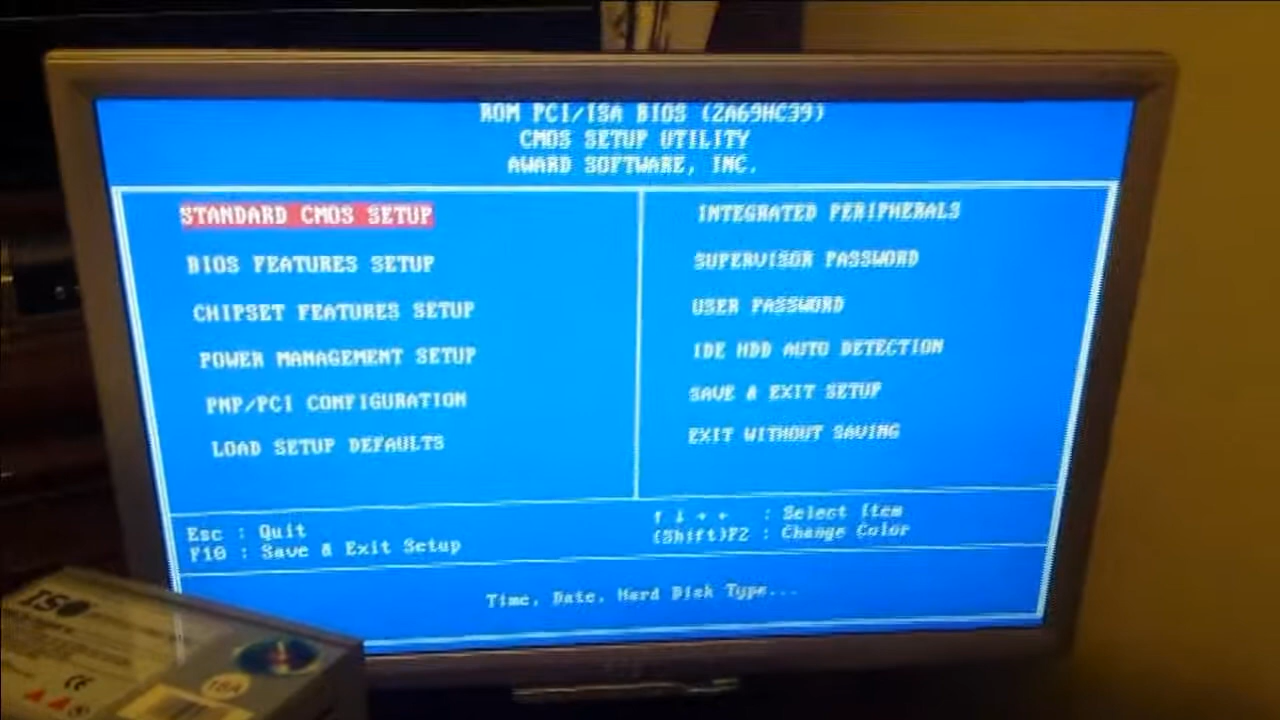 ROM PCI/ISA BIOS (2A69HC39)
CMOS SETUP UTILITY
AWARD SOFTWARE, INC.
STANDARD CMOS SETUP
BIOS FEATURES SETUP
CHIPSET FEATURES SETUP
POWER MANAGEMENT SETUP
PNP/PCI CONFIGURATION
LOAD SETUP DEFAULTS
INTEGRATED PERIPHERALS
SUPERVISOR PASSWORD
USER PASSWORD
IDE HDD AUTO DETECTION
SAVE & EXIT SETUP
EXIT WITHOUT SAVING
Esc : Quit
F10 : Save & Exit Setup
↑ ↓ → ← : Select Item
(Shift)F2 : Change Color
Time, Date, Hard Disk Type...
ISO
CE
18A